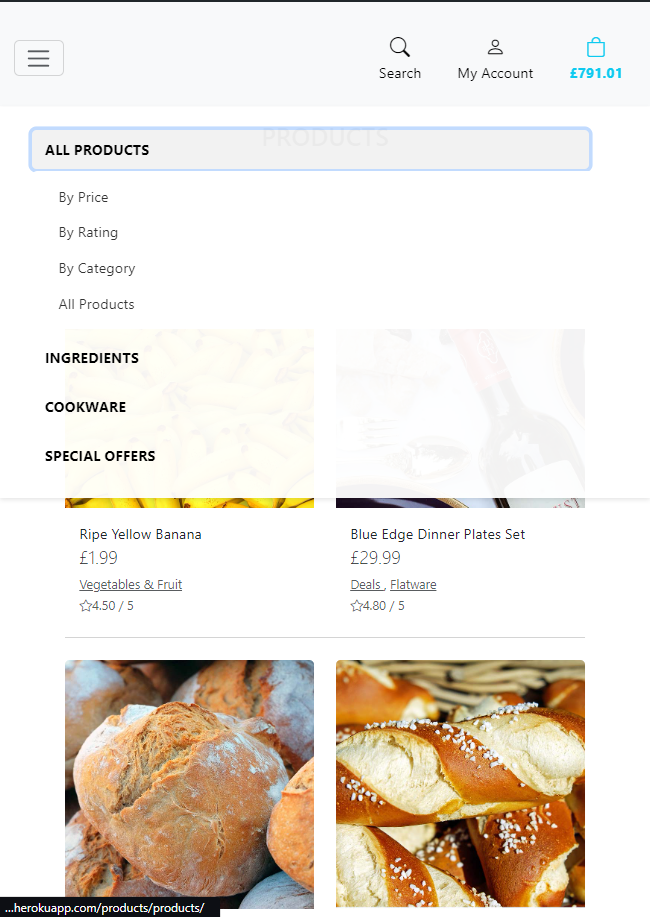 Search
My Account
£791.01
PRODUCTS
ALL PRODUCTS
By Price
By Rating
By Category
All Products
INGREDIENTS
COOKWARE
SPECIAL OFFERS
Ripe Yellow Banana
£1.99
Vegetables & Fruit
4.50 / 5
Blue Edge Dinner Plates Set
£29.99
Deals , Flatware
4.80 / 5
...herokuapp.com/products/products/